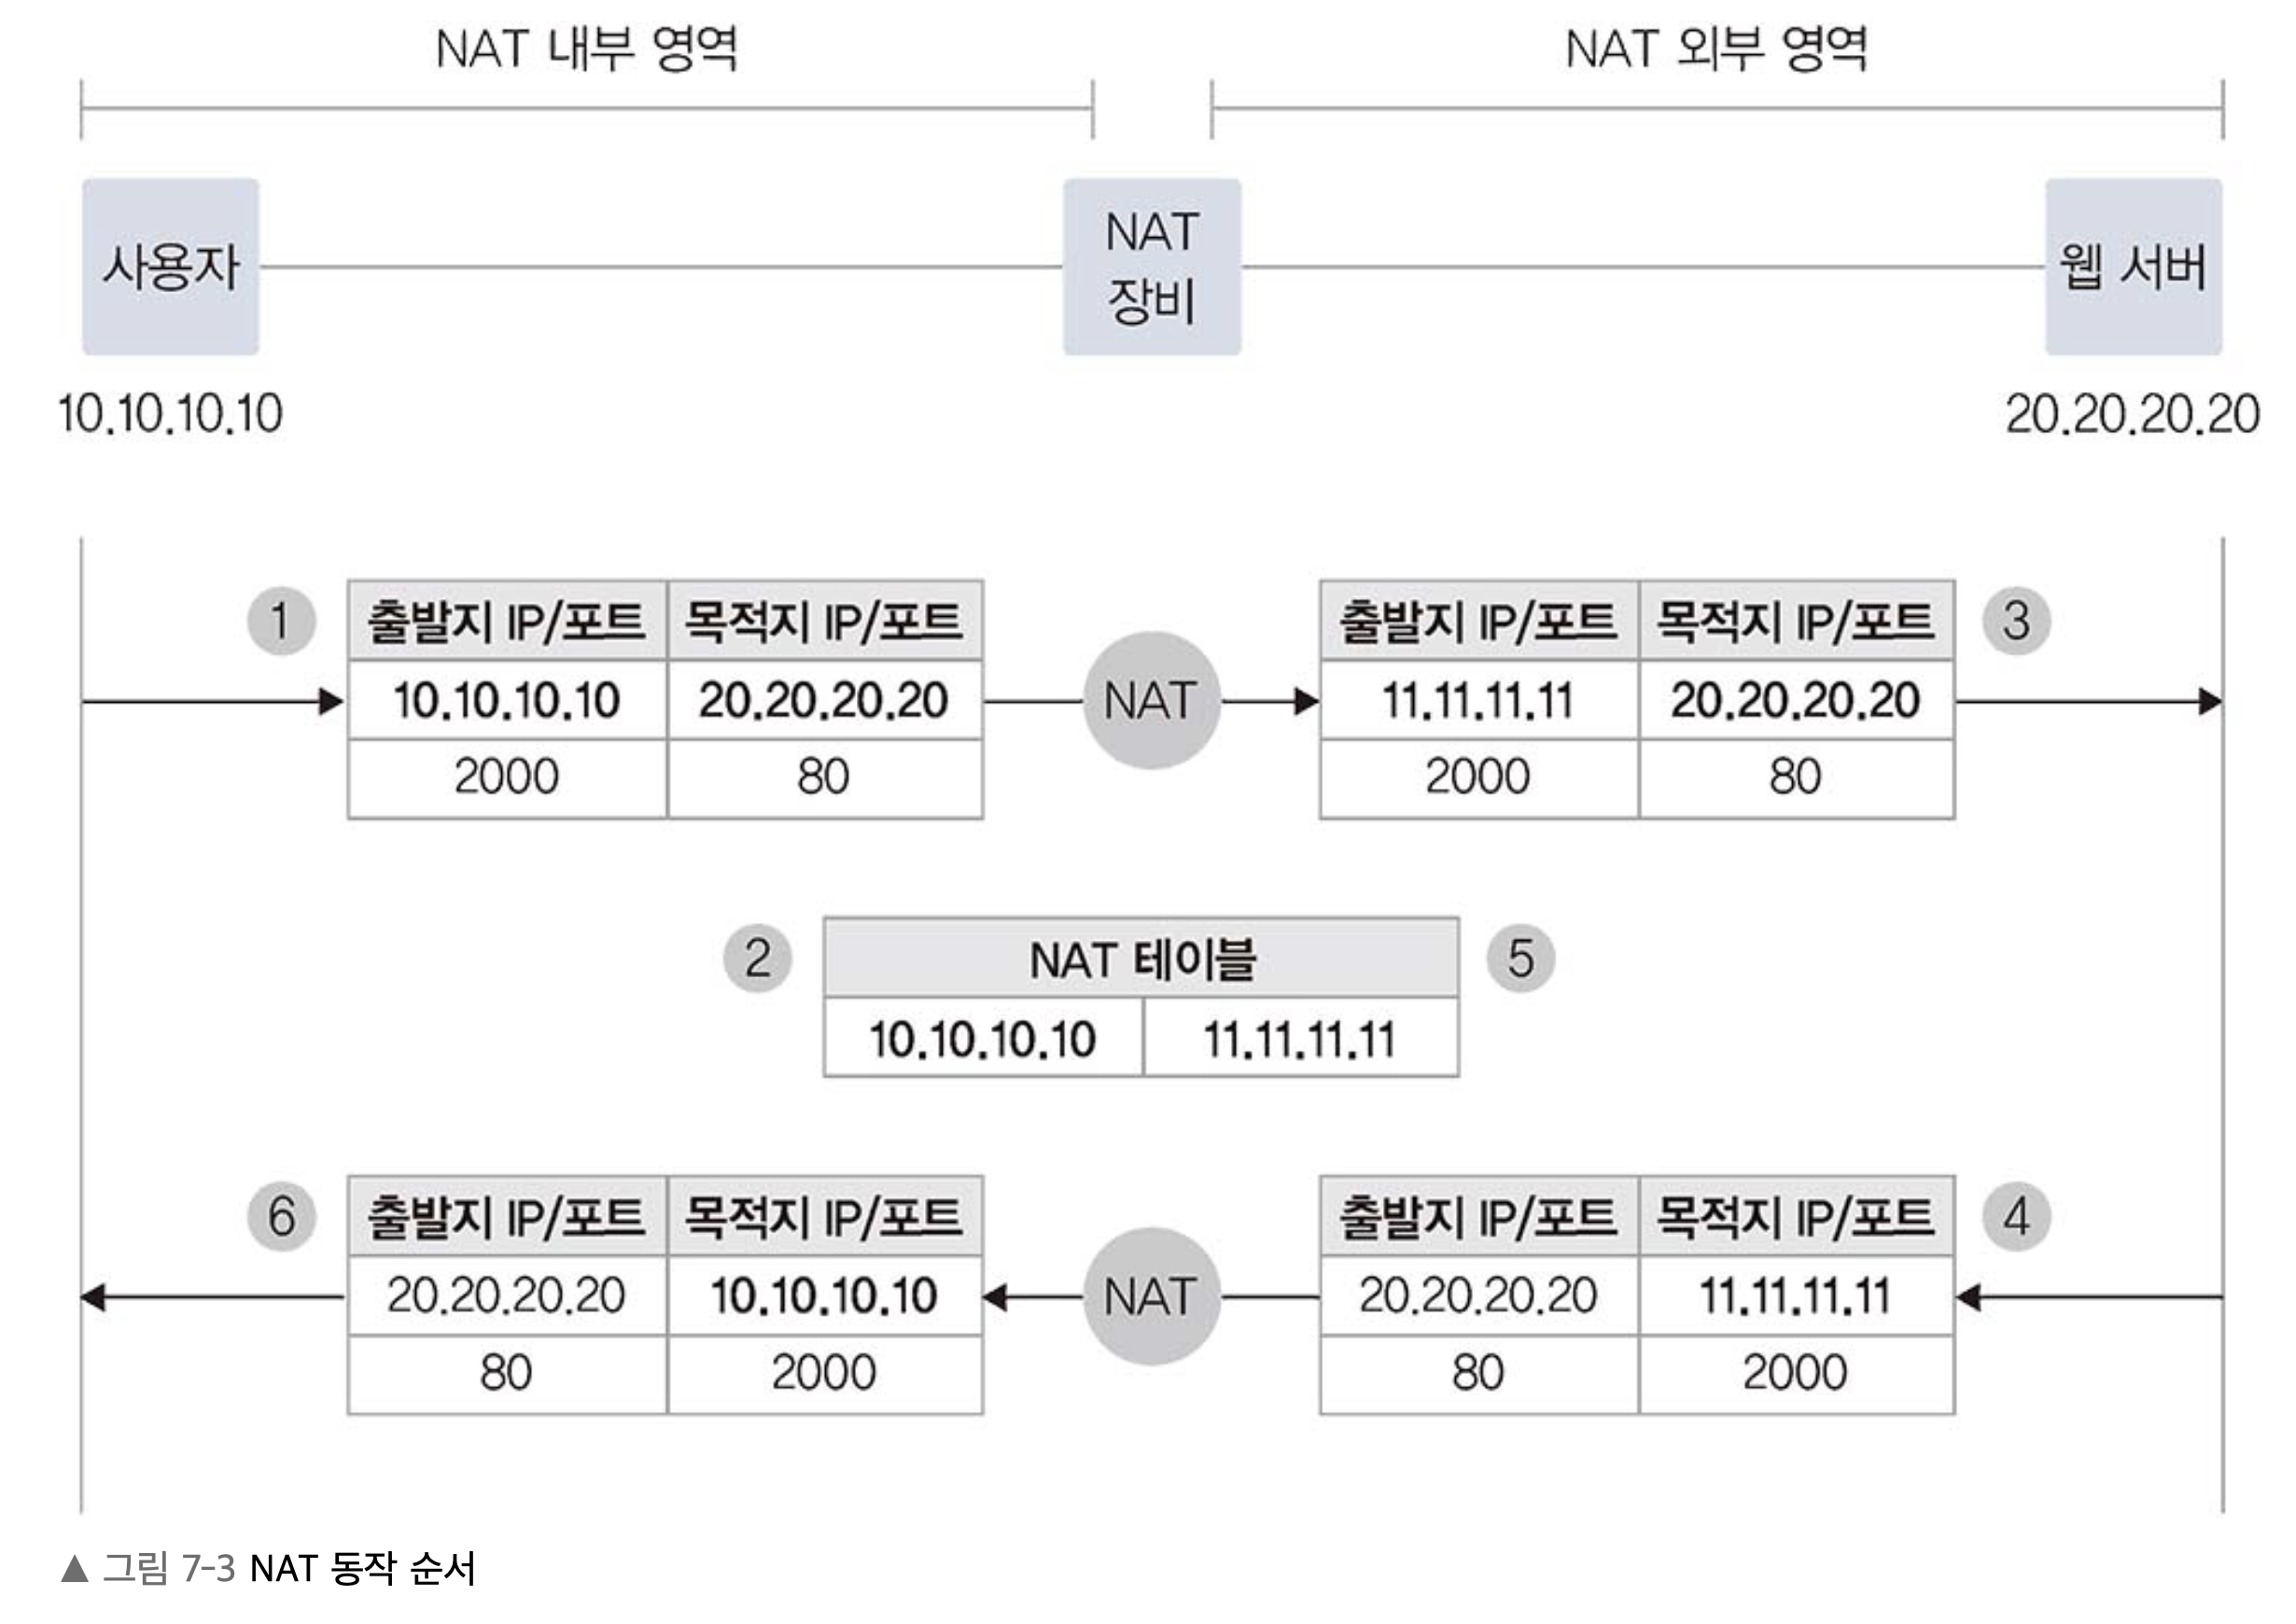 NAT 내부 영역
NAT 외부 영역
사용자
NAT
장비
웹 서버
10.10.10.10
20.20.20.20
1
출발지 IP/포트 목적지 IP/포트
10.10.10.10 20.20.20.20
2000 80
NAT
출발지 IP/포트 목적지 IP/포트
11.11.11.11 20.20.20.20
2000 80
3
2
NAT 테이블
10.10.10.10 11.11.11.11
5
6
출발지 IP/포트 목적지 IP/포트
20.20.20.20 10.10.10.10
80 2000
NAT
출발지 IP/포트 목적지 IP/포트
20.20.20.20 11.11.11.11
80 2000
4
▲ 그림 7-3 NAT 동작 순서